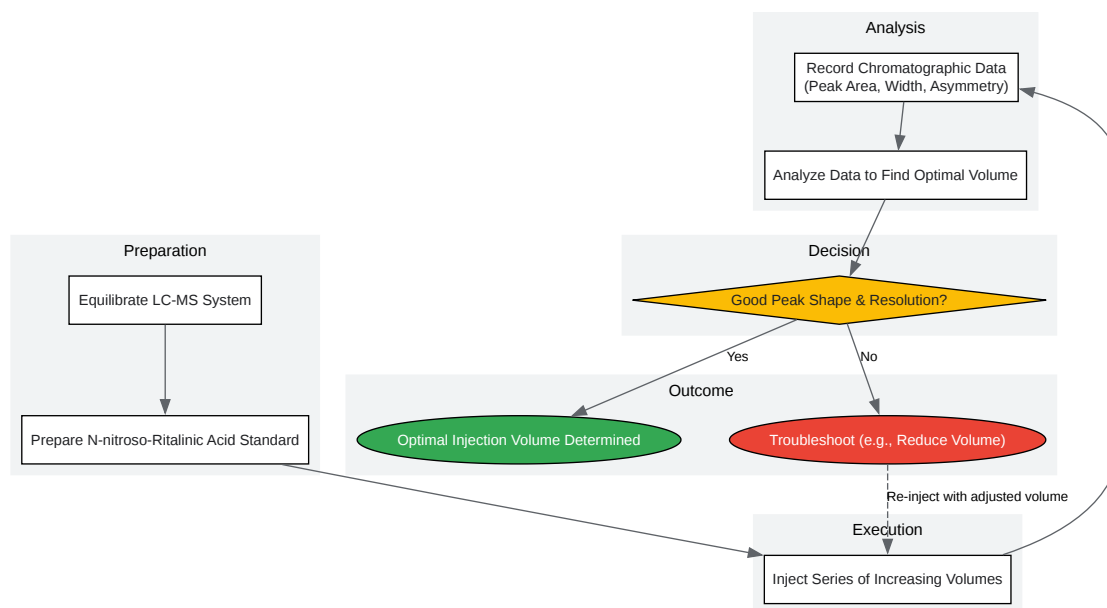 Analysis
Record Chromatographic Data
(Peak Area, Width, Asymmetry)
Analyze Data to Find Optimal Volume
Preparation
Equilibrate LC-MS System
Prepare N-nitroso-Ritalinic Acid Standard
Decision
Good Peak Shape & Resolution?
Yes
No
Outcome
Optimal Injection Volume Determined
Troubleshoot (e.g., Reduce Volume)
Re-inject with adjusted volume
Execution
Inject Series of Increasing Volumes